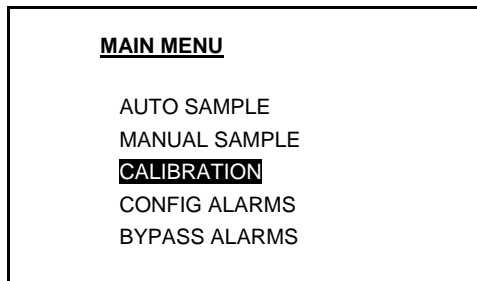 MAIN MENU
AUTO SAMPLE
MANUAL SAMPLE
CALIBRATION
CONFIG ALARMS
BYPASS ALARMS